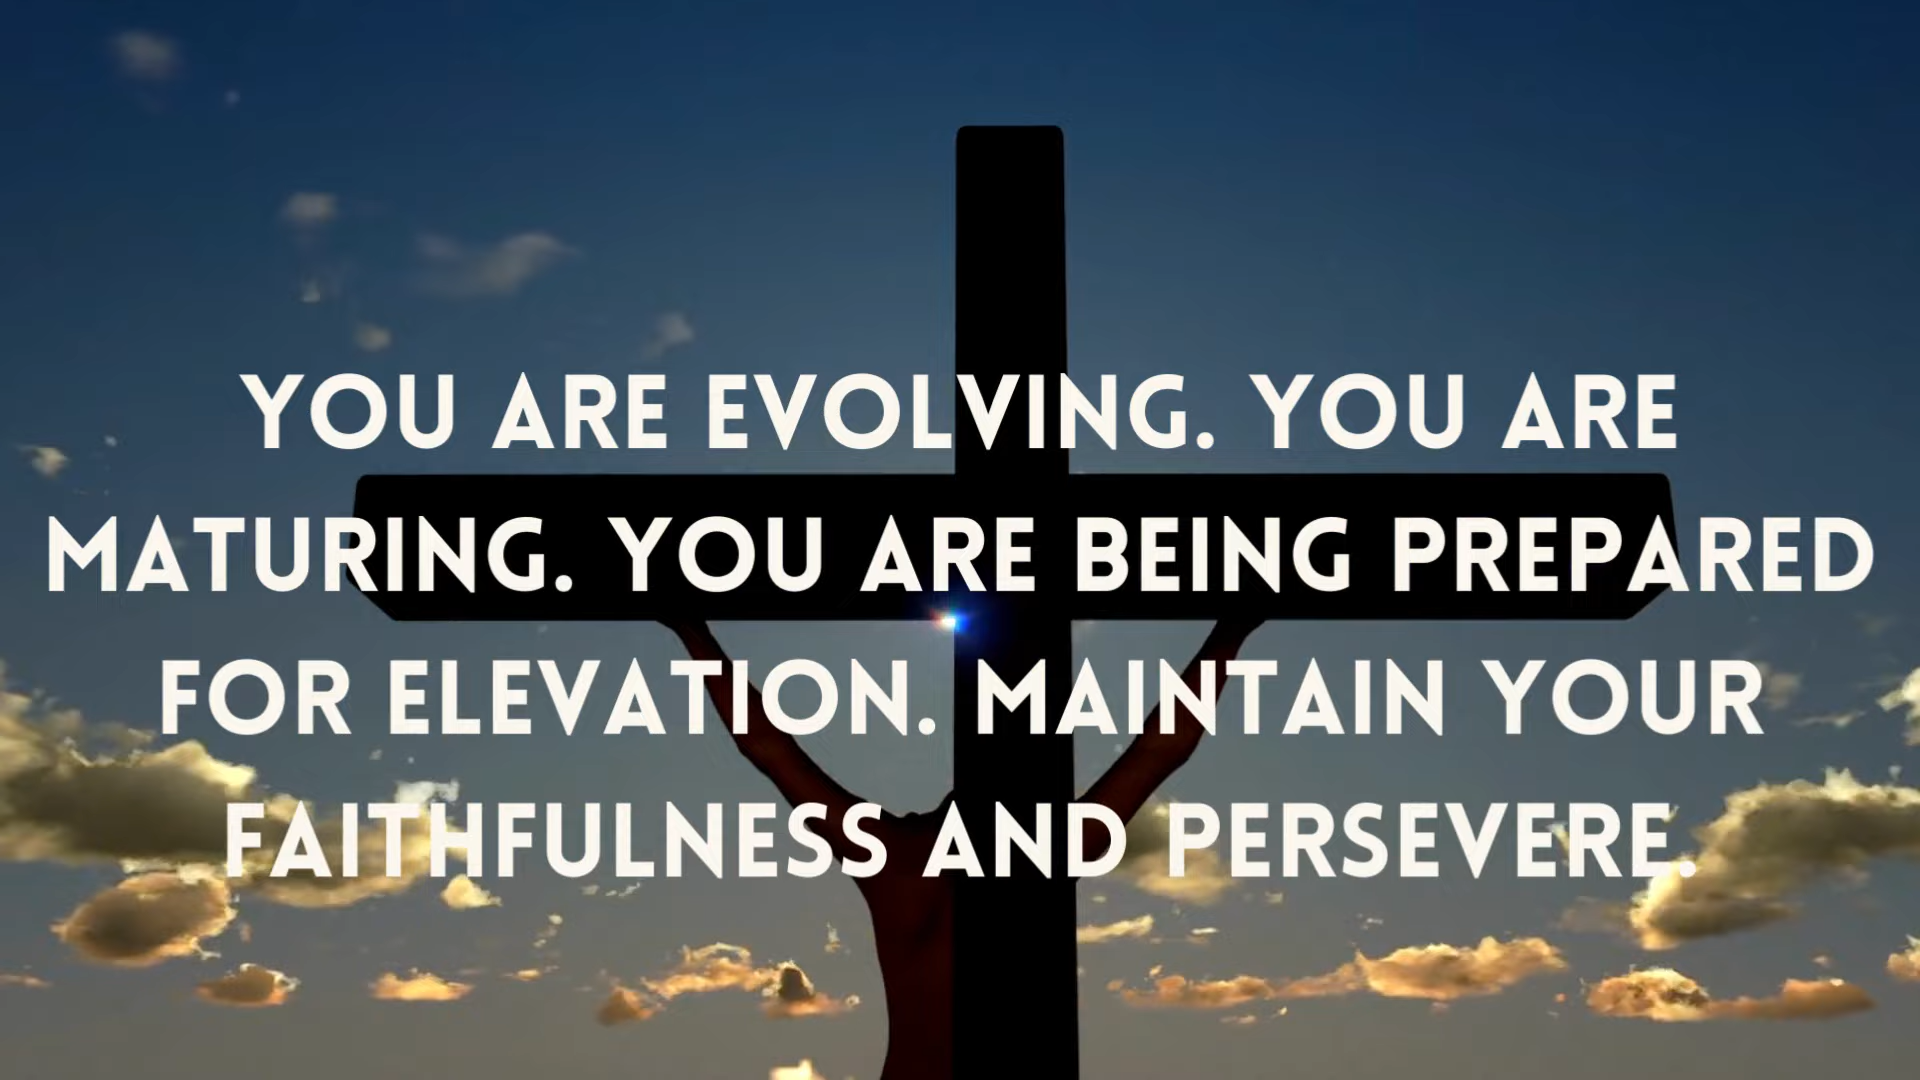 YOU ARE EVOLVING. YOU ARE
MATURING. YOU ARE BEING PREPARED
FOR ELEVATION. MAINTAIN YOUR
FAITHFULNESS AND PERSEVERE.